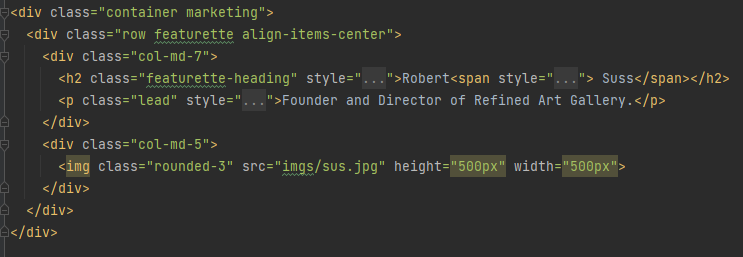 <div class="container marketing">
<div class="row featurette align-items-center">
<div class="col-md-7">
<h2 class="featurette-heading" style="...">Robert<span style="..."> Suss</span></h2>
<p class="lead" style="...">Founder and Director of Refined Art Gallery.</p>
</div>
<div class="col-md-5">
<img class="rounded-3" src="imgs/sus.jpg" height="500px" width="500px">
</div>
</div>
</div>